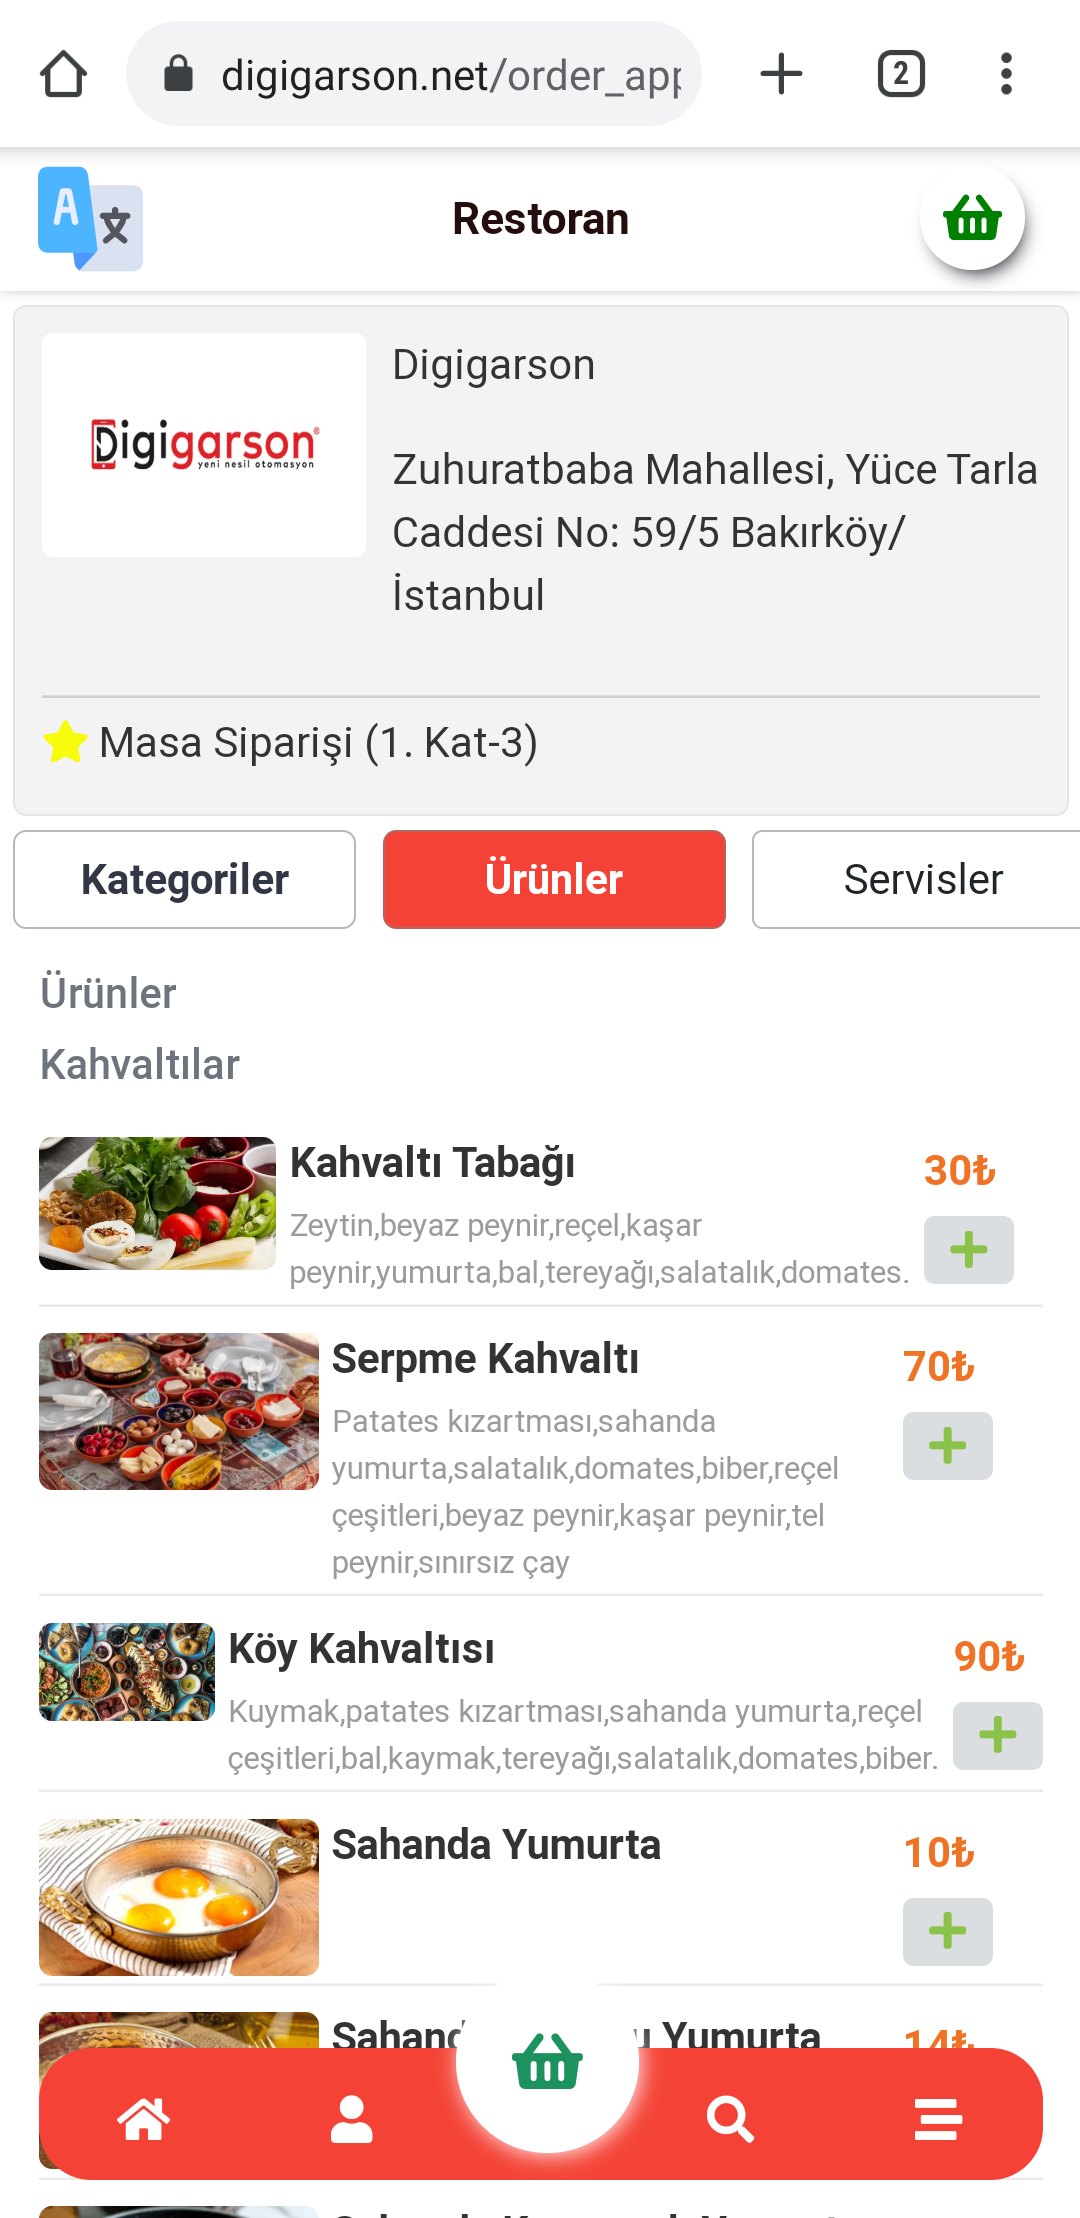 digigarson.net/order_app
2
A 文
Restoran
Digigarson
Digigarson®
yeni nesil otomasyon
Zuhuratbaba Mahallesi, Yüce Tarla
Caddesi No: 59/5 Bakırköy/
İstanbul
Masa Siparişi (1. Kat-3)
Kategoriler
Ürünler
Servisler
Ürünler
Kahvaltılar
Kahvaltı Tabağı
30₺
Zeytin,beyaz peynir,reçel,kaşar
peynir,yumurta,bal,tereyağı,salatalık,domates.
Serpme Kahvaltı
70₺
Patates kızartması,sahanda
yumurta,salatalık,domates,biber,reçel
çeşitleri,beyaz peynir,kaşar peynir,tel
peynir,sınırsız çay
Köy Kahvaltısı
90₺
Kuymak,patates kızartması,sahanda yumurta,reçel
çeşitleri,bal,kaymak,tereyağı,salatalık,domates,biber.
Sahanda Yumurta
10₺
Yumurta
14₺